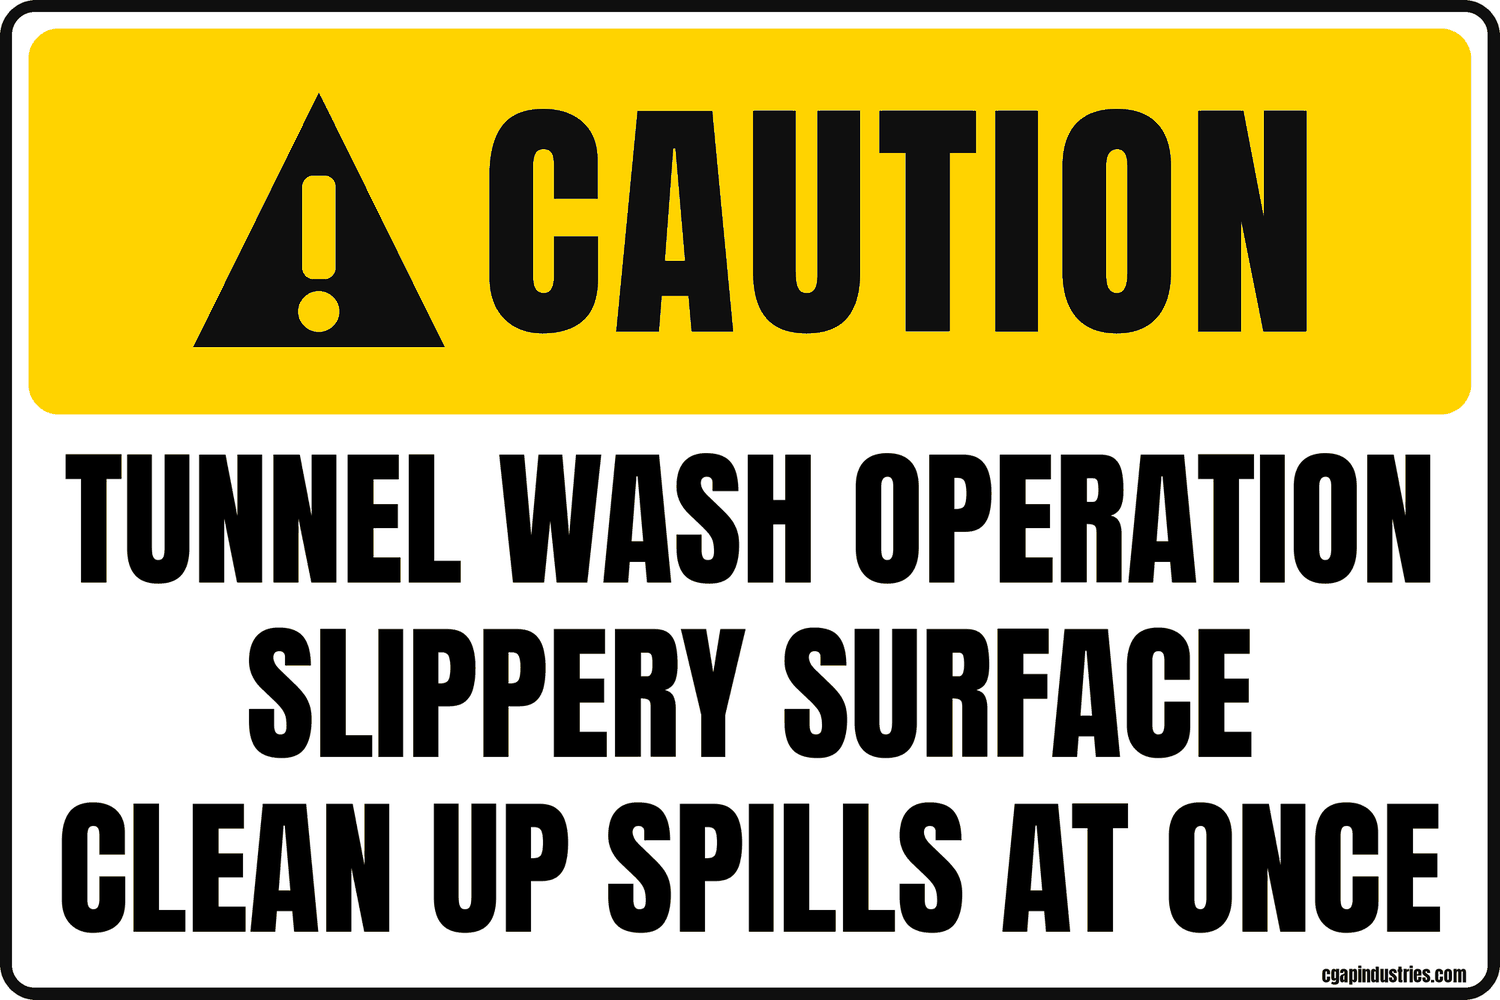 CAUTION
TUNNEL WASH OPERATION
SLIPPERY SURFACE
CLEAN UP SPILLS AT ONCE
cgapindustries.com